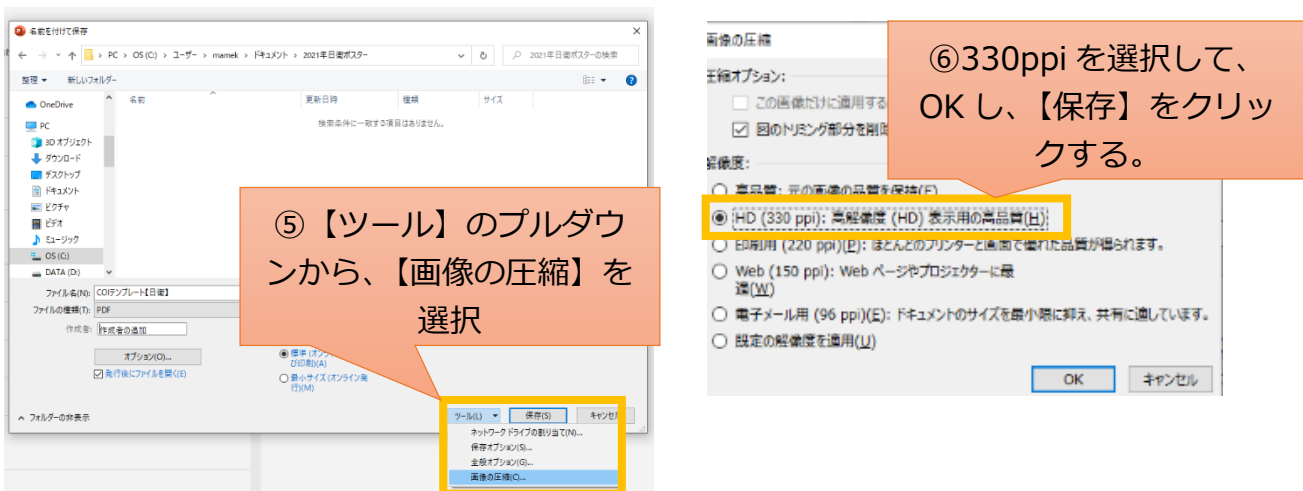 名前を付けて保存
PC › OS (C:) › ユーザー › mamek › ドキュメント › 2021年日衛ポスター
2021年日衛ポスターの検索
整理 新しいフォルダー
名前 更新日時 種類 サイズ
検索条件に一致する項目はありません。
OneDrive
PC
3D オブジェクト
ダウンロード
デスクトップ
ドキュメント
ピクチャ
ビデオ
ミュージック
OS (C:)
DATA (D:)
ファイル名(N): COIテンプレート【日衛】
ファイルの種類(T): PDF
作成者: 作成者の追加
オプション(O)...
発行後にファイルを開く(E)
標準 (オン
び印刷)(A)
最小サイズ (オンライン発
行)(M)
フォルダーの非表示
ツール(L) 保存(S) キャンセル
ネットワーク ドライブの割り当て(N)...
保存オプション(S)...
全般オプション(G)...
画像の圧縮(C)...
⑤【ツール】のプルダウ
ンから、【画像の圧縮】を
選択
画像の圧縮
圧縮オプション:
この画像だけに適用する
図のトリミング部分を削除
解像度:
高品質: 元の画像の品質を保持(F)
HD (330 ppi): 高解像度 (HD) 表示用の高品質(H)
印刷用 (220 ppi)(P): ほとんどのプリンターと画面で優れた品質が得られます。
Web (150 ppi): Web ページやプロジェクターに最
適(W)
電子メール用 (96 ppi)(E): ドキュメントのサイズを最小限に抑え、共有に適しています。
既定の解像度を適用(U)
OK キャンセル
⑥330ppi を選択して、
OK し、【保存】をクリッ
クする。